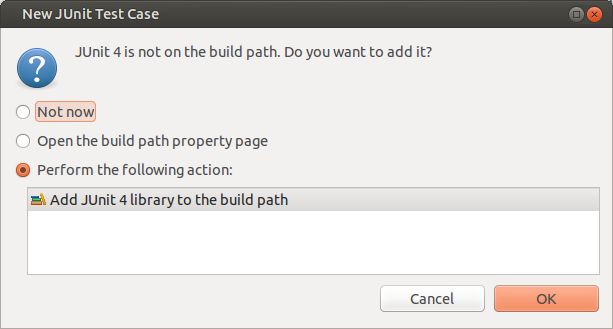 New JUnit Test Case
JUnit 4 is not on the build path. Do you want to add it?
Not now
Open the build path property page
Perform the following action:
Add JUnit 4 library to the build path
Cancel
OK